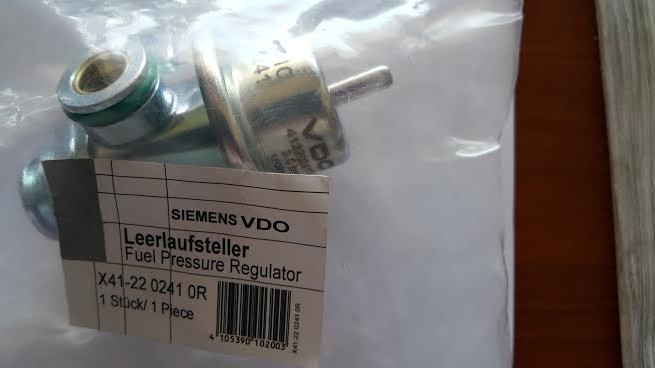 VDO
SIEMENS VDO
Leerlaufsteller
Fuel Pressure Regulator
X41-22 0241 0R
1 Stück/ 1 Piece
4 105390 102003
X41-22 0241 0R